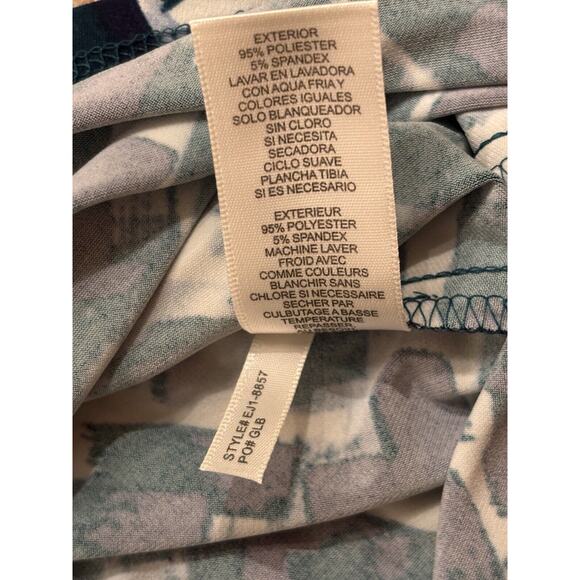 EXTERIOR
95% POLIESTER
5% SPANDEX
LAVAR EN LAVADORA
CON AQUA FRIA Y
COLORES IGUALES
SOLO BLANQUEADOR
SIN CLORO
SI NECESITA
SECADORA
CICLO SUAVE
PLANCHA TIBIA
SI ES NECESARIO
EXTERIEUR
95% POLYESTER
5% SPANDEX
MACHINE LAVER
FROID AVEC
COMME COULEURS
BLANCHIR SANS
CHLORE SI NECESSAIRE
SECHER PAR
CULBUTAGE A BASSE
TEMPERATURE
REPASSER,
AU BESOIN
STYLE# EJ1-8857
PO# GLB